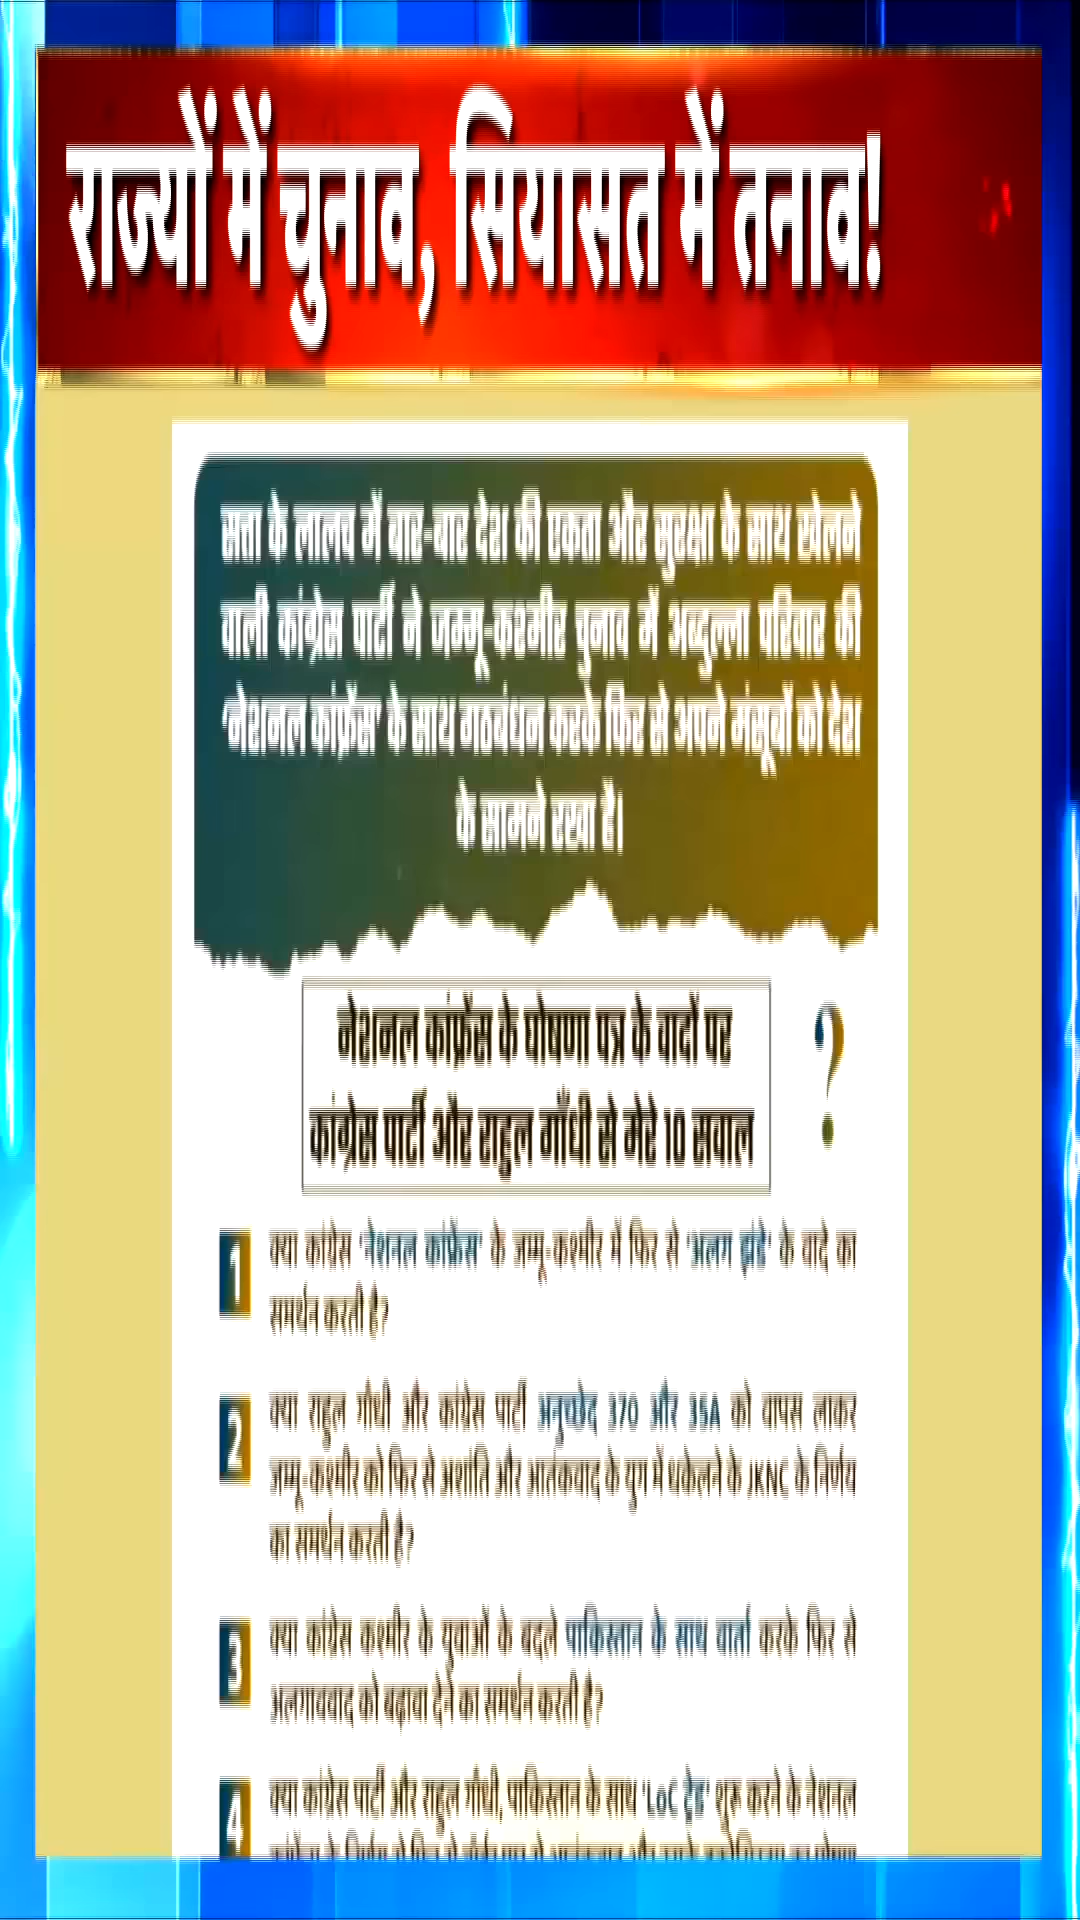 राज्यों में चुनाव, सियासत में तनाव!
सत्ता के लालच में बार-बार देश की एकता और सुरक्षा के साथ खेलने
वाली कांग्रेस पार्टी ने जम्मू-कश्मीर चुनाव में अब्दुल्ला परिवार की
'नेशनल कांफ्रेंस' के साथ गठबंधन करके फिर से अपने मंसूबों को देश
के सामने रखा है।
नेशनल कांफ्रेंस के घोषणा पत्र के वादों पर
कांग्रेस पार्टी और राहुल गाँधी से मेरे 10 सवाल
?
1 क्या कांग्रेस 'नेशनल कांफ्रेंस' के जम्मू-कश्मीर में फिर से 'अलग झंडे' के वादे का
समर्थन करती है?
2 क्या राहुल गाँधी और कांग्रेस पार्टी अनुच्छेद 370 और 35A को वापस लाकर
जम्मू-कश्मीर को फिर से अशांति और आतंकवाद के युग में धकेलने के JKNC के निर्णय
का समर्थन करती है?
3 क्या कांग्रेस कश्मीर के युवाओं के बदले पाकिस्तान के साथ वार्ता करके फिर से
अलगाववाद को बढ़ावा देने का समर्थन करती है?
4 क्या कांग्रेस पार्टी और राहुल गाँधी, पाकिस्तान के साथ 'LoC ट्रेड' शुरू करने के नेशनल